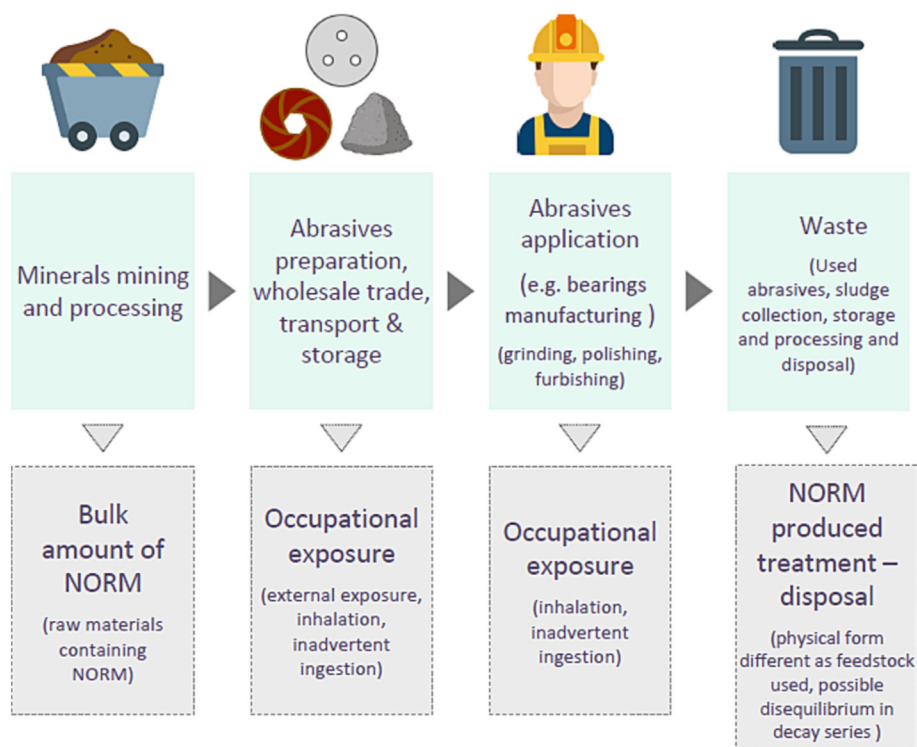 Minerals mining
and processing
Abrasives
preparation,
wholesale trade,
transport &
storage
Abrasives
application
(e.g. bearings
manufacturing )
(grinding, polishing,
furbishing)
Waste
(Used
abrasives, sludge
collection, storage
and processing and
disposal)
Bulk
amount of
NORM
(raw materials
containing
NORM)
Occupational
exposure
(external exposure,
inhalation,
inadvertent
ingestion)
Occupational
exposure
(inhalation,
inadvertent
ingestion)
NORM
produced
treatment –
disposal
(physical form
different as feedstock
used, possible
disequilibrium in
decay series )